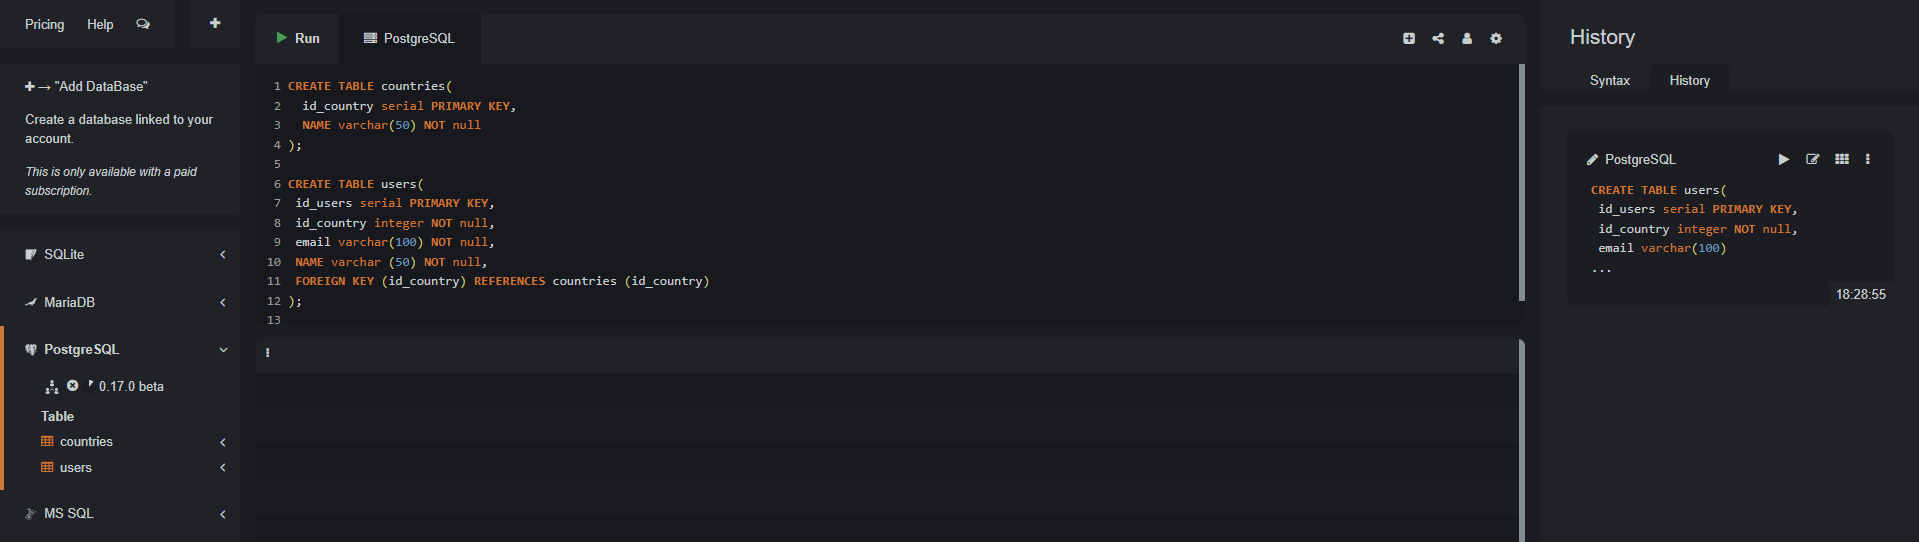 Pricing Help
"Add DataBase"
Create a database linked to your
account.
This is only available with a paid
subscription.
SQLite
MariaDB
PostgreSQL
0.17.0 beta
Table
countries
users
MS SQL
Run PostgreSQL
1 CREATE TABLE countries(
2 id_country serial PRIMARY KEY,
3 NAME varchar(50) NOT null
4 );
5
6 CREATE TABLE users(
7 id_users serial PRIMARY KEY,
8 id_country integer NOT null,
9 email varchar(100) NOT null,
10 NAME varchar (50) NOT null,
11 FOREIGN KEY (id_country) REFERENCES countries (id_country)
12 );
13
History
Syntax History
PostgreSQL
CREATE TABLE users(
id_users serial PRIMARY KEY,
id_country integer NOT null,
email varchar(100)
...
18:28:55